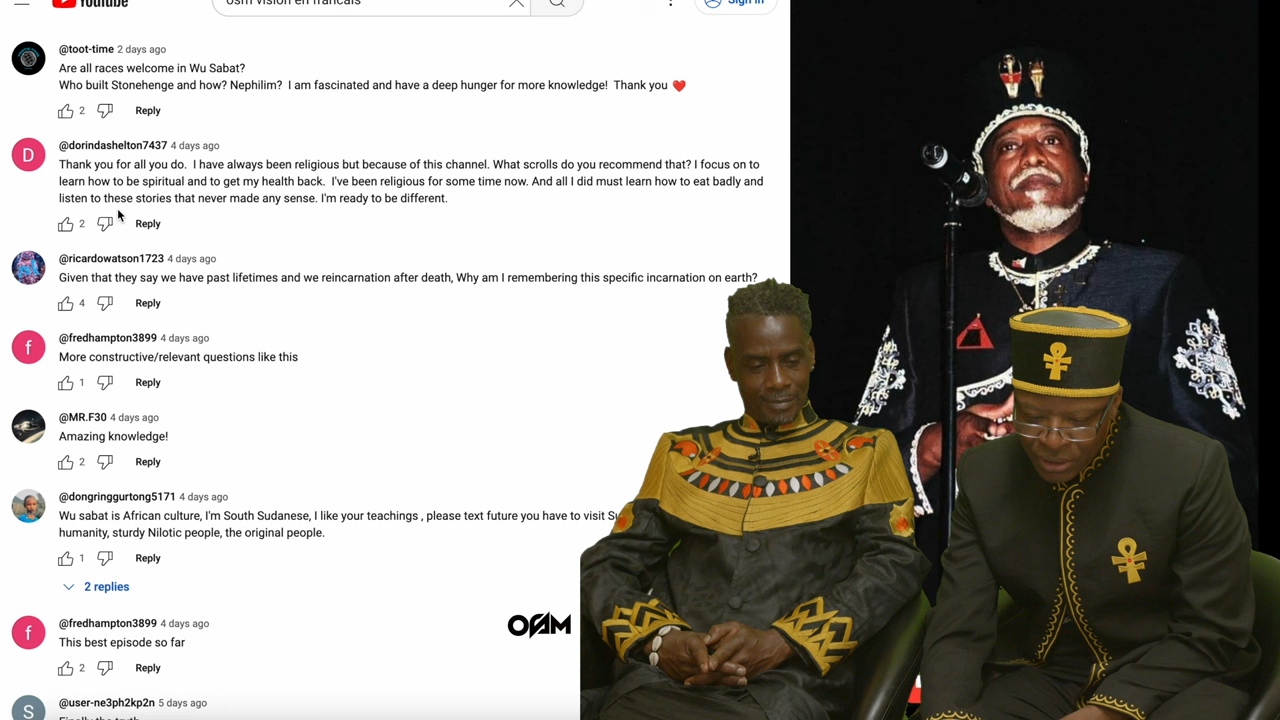 YouTube
osm vision en francais
Sign in
@toot-time 2 days ago
Are all races welcome in Wu Sabat?
Who built Stonehenge and how? Nephilim? I am fascinated and have a deep hunger for more knowledge! Thank you ❤️
2 Reply
D
@dorindashelton7437 4 days ago
Thank you for all you do. I have always been religious but because of this channel. What scrolls do you recommend that? I focus on to
learn how to be spiritual and to get my health back. I've been religious for some time now. And all I did must learn how to eat badly and
listen to these stories that never made any sense. I'm ready to be different.
2 Reply
@ricardowatson1723 4 days ago
Given that they say we have past lifetimes and we reincarnation after death, Why am I remembering this specific incarnation on earth?
4 Reply
f
@fredhampton3899 4 days ago
More constructive/relevant questions like this
1 Reply
@MR.F30 4 days ago
Amazing knowledge!
2 Reply
@dongringgurtong5171 4 days ago
Wu sabat is African culture, I'm South Sudanese, I like your teachings , please text future you have to visit
humanity, sturdy Nilotic people, the original people.
1 Reply
2 replies
f
@fredhampton3899 4 days ago
This best episode so far
2 Reply
S
@user-ne3ph2kp2n 5 days ago
Finally the truth
OSM